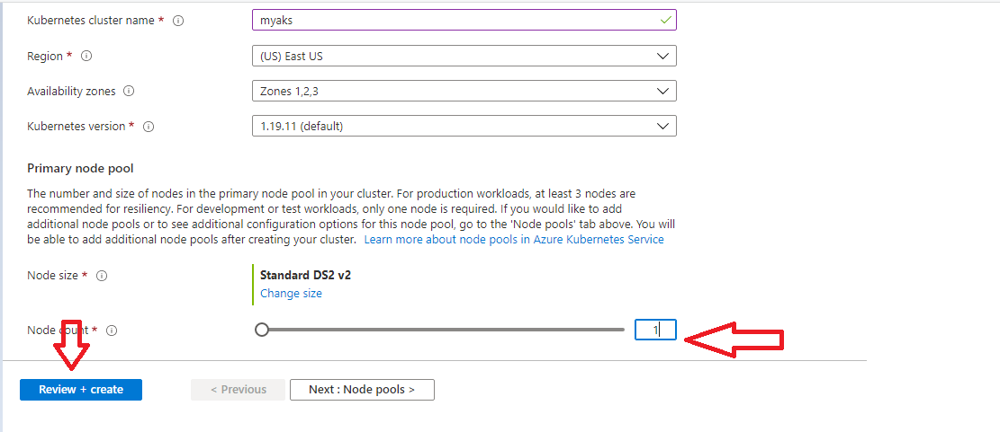 Kubernetes cluster name * myaks
Region * (US) East US
Availability zones Zones 1,2,3
Kubernetes version * 1.19.11 (default)
Primary node pool
The number and size of nodes in the primary node pool in your cluster. For production workloads, at least 3 nodes are
recommended for resiliency. For development or test workloads, only one node is required. If you would like to add
additional node pools or to see additional configuration options for this node pool, go to the 'Node pools' tab above. You will
be able to add additional node pools after creating your cluster. Learn more about node pools in Azure Kubernetes Service
Node size * Standard DS2 v2
Change size
Node count * 1
Review + create < Previous Next : Node pools >